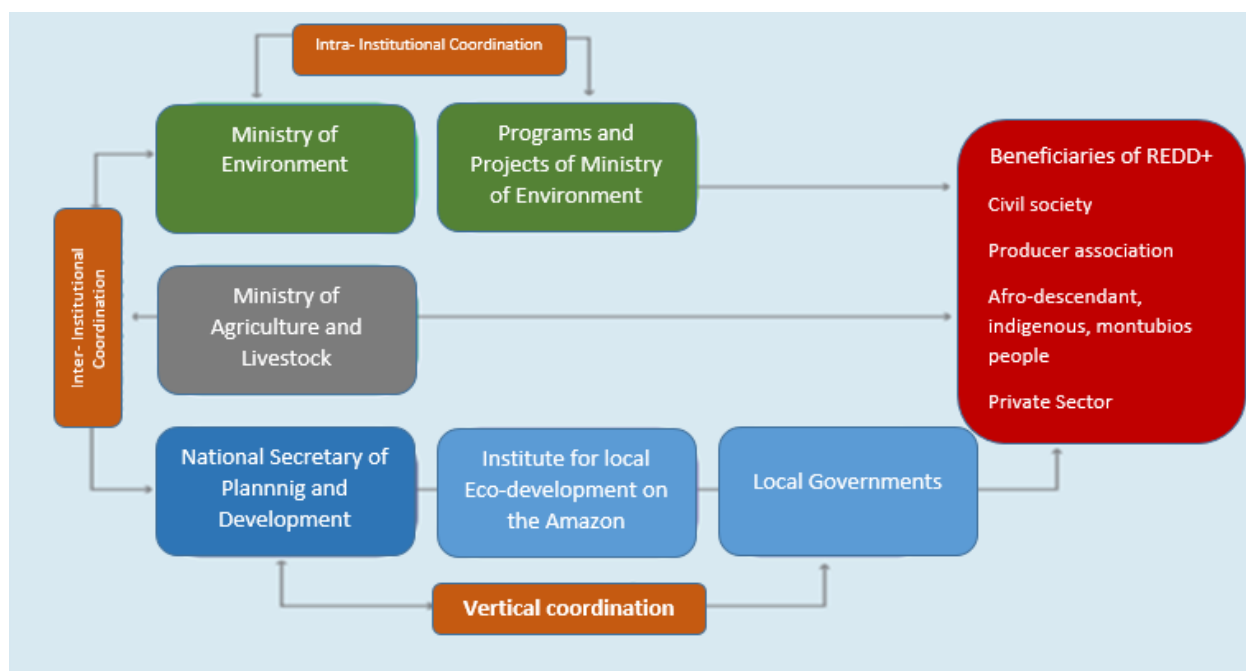 Intra- Institutional Coordination
Ministry of
Environment
Programs and
Projects of Ministry
of Environment
Beneficiaries of REDD+
Civil society
Producer association
Afro-descendant,
indigenous, montubios
people
Private Sector
Inter- Institutional
Coordination
Ministry of
Agriculture and
Livestock
National Secretary of
Plannnig and
Development
Institute for local
Eco-development on
the Amazon
Local Governments
Vertical coordination